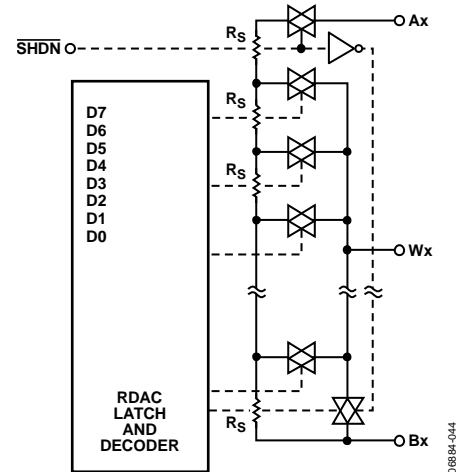 Ax
RS
SHDN
RS
D7
D6
D5
D4
D3
D2
D1
D0
RS
Wx
RDAC
LATCH
AND
DECODER
RS
Bx
06884-044